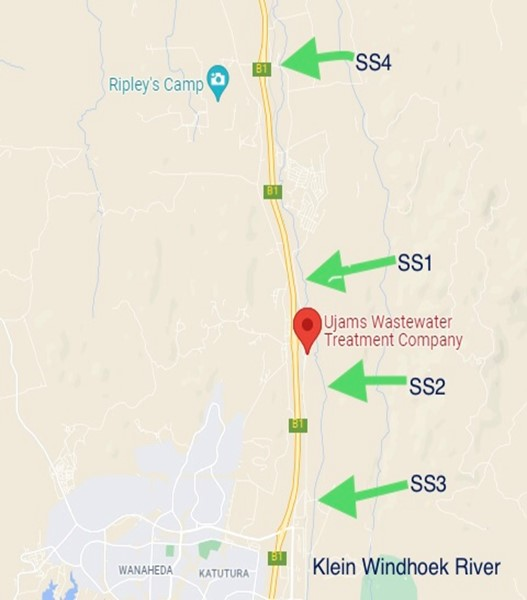 B1
SS4
Ripley's Camp
B1
SS1
Ujams Wastewater
Treatment Company
SS2
B1
SS3
B1
Klein Windhoek River
WANAHEDA
KATUTURA